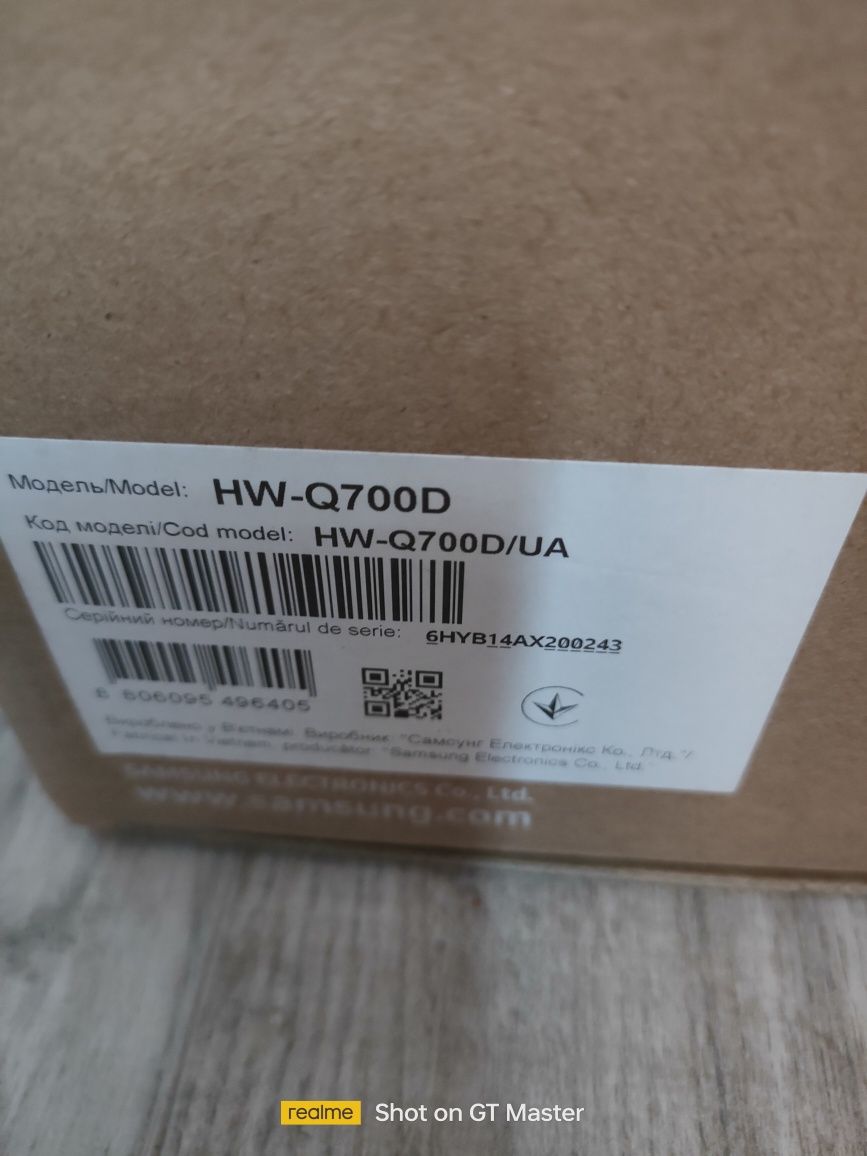 Модель/Model: HW-Q700D
Код моделі/Cod model: HW-Q700D/UA
Серійний номер/Numărul de serie: 6HYB14AX200243
8 806095 496405
Вироблено у В'єтнамі. Виробник: "Самсунг Електронікс Ко., Лтд."/
Fabricat în Vietnam, producător: "Samsung Electronics Co., Ltd."
SAMSUNG ELECTRONICS Co., Ltd.
www.samsung.com
realme Shot on GT Master